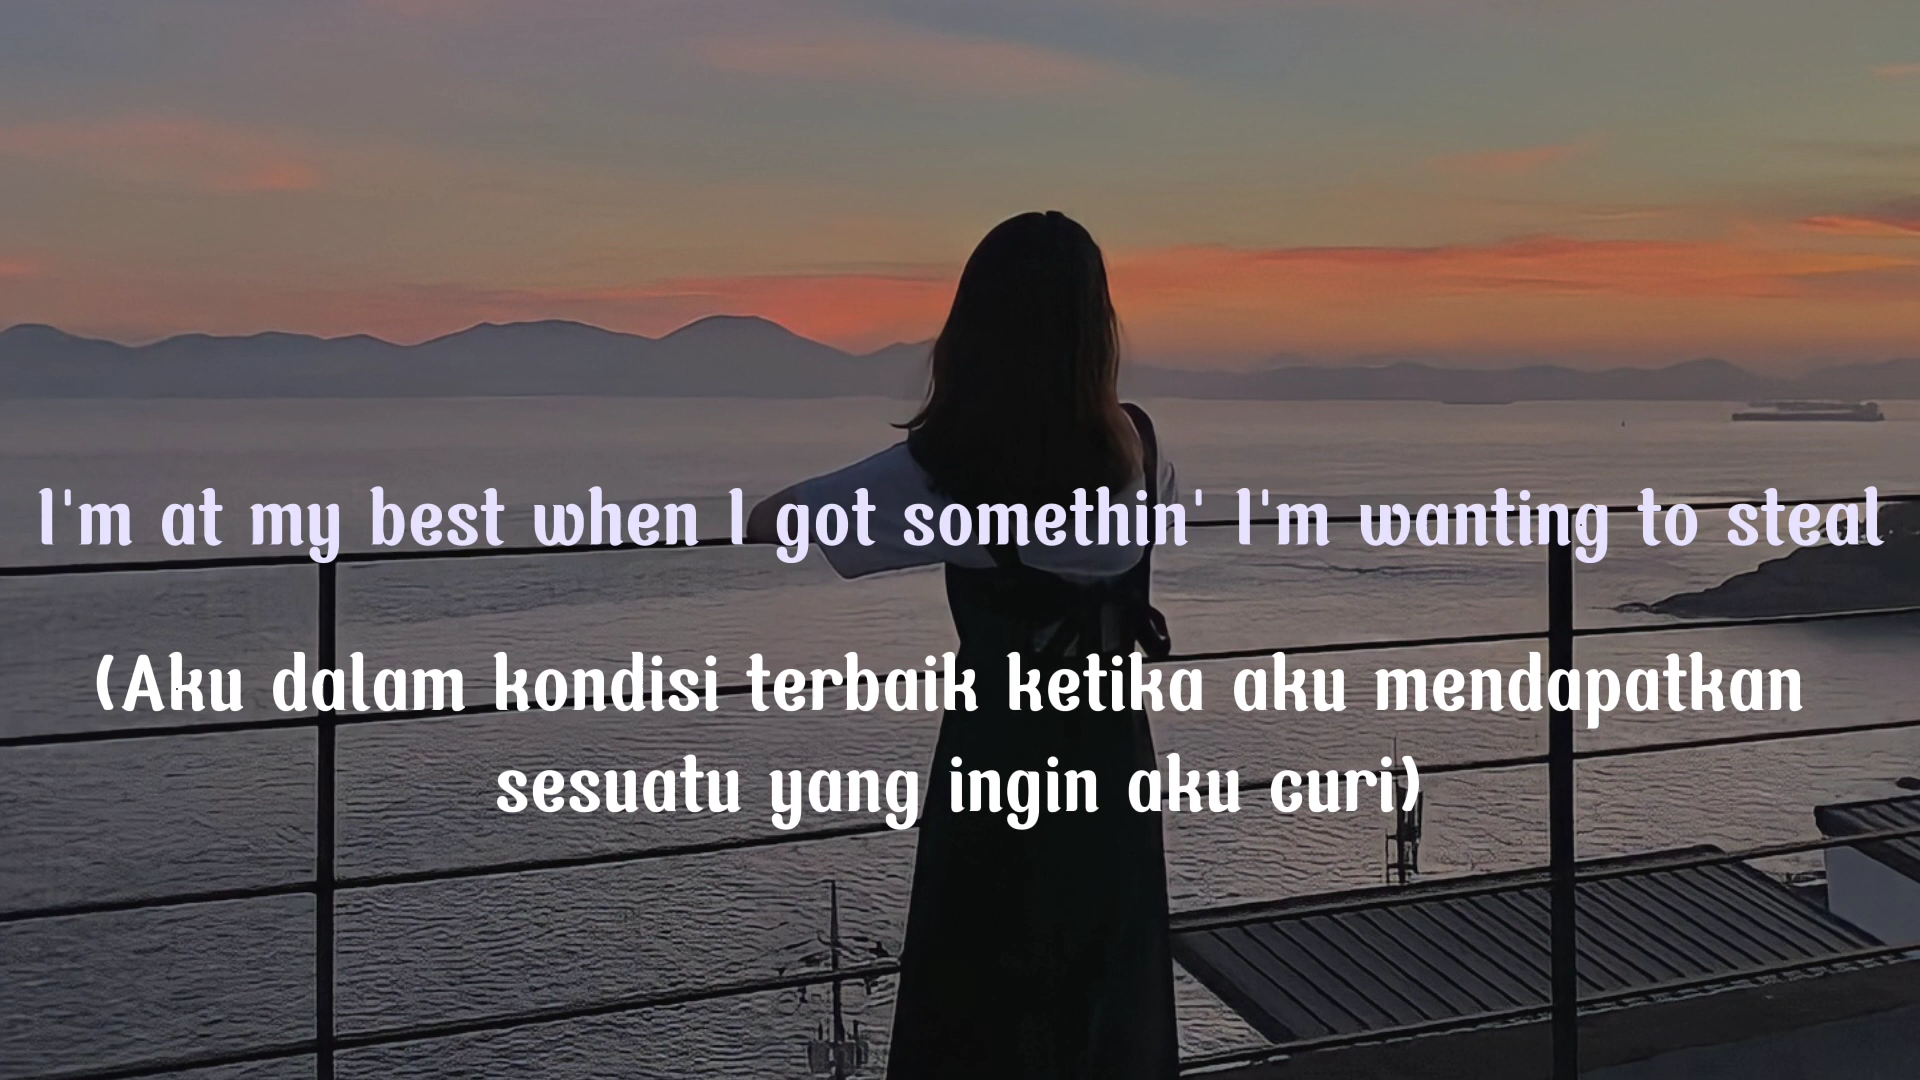 I'm at my best when I got somethin' I'm wanting to steal
(Aku dalam kondisi terbaik ketika aku mendapatkan
sesuatu yang ingin aku curi)